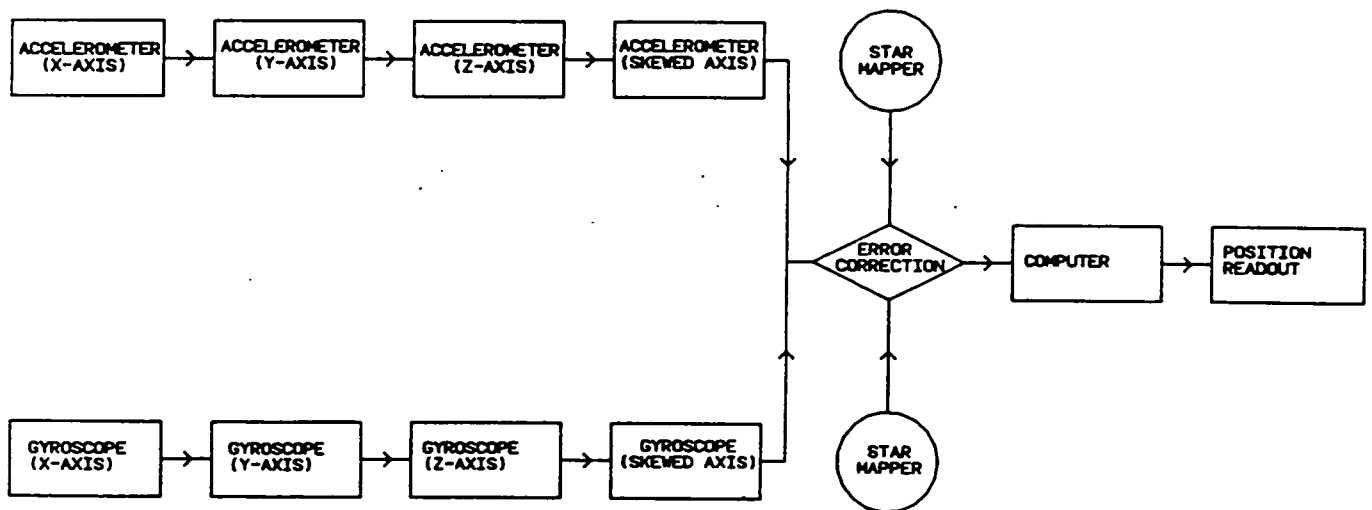 ACCELEROMETER
(X-AXIS)
ACCELEROMETER
(Y-AXIS)
ACCELEROMETER
(Z-AXIS)
ACCELEROMETER
(SKEWED AXIS)
STAR
MAPPER
ERROR
CORRECTION
COMPUTER
POSITION
READOUT
GYROSCOPE
(X-AXIS)
GYROSCOPE
(Y-AXIS)
GYROSCOPE
(Z-AXIS)
GYROSCOPE
(SKEWED AXIS)
STAR
MAPPER